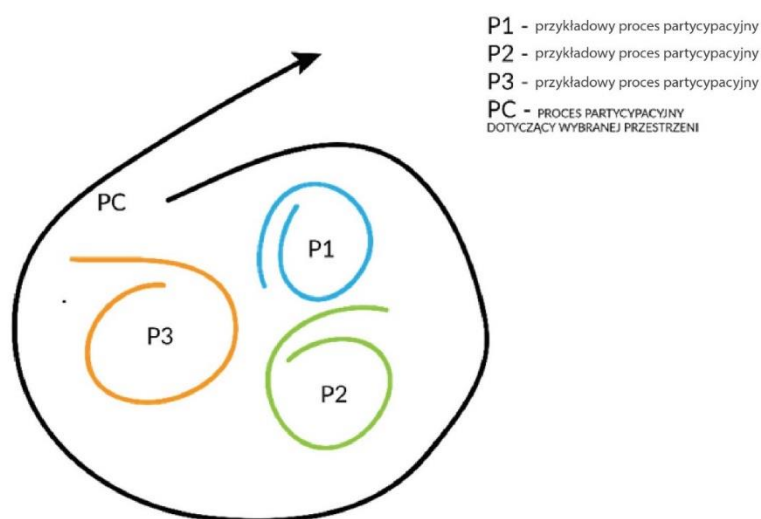 P1 - przykładowy proces partycypacyjny
P2 - przykładowy proces partycypacyjny
P3 - przykładowy proces partycypacyjny
PC - PROCES PARTYCYPACYJNY
DOTYCZĄCY WYBRANEJ PRZESTRZENI
PC
P1
P3
P2